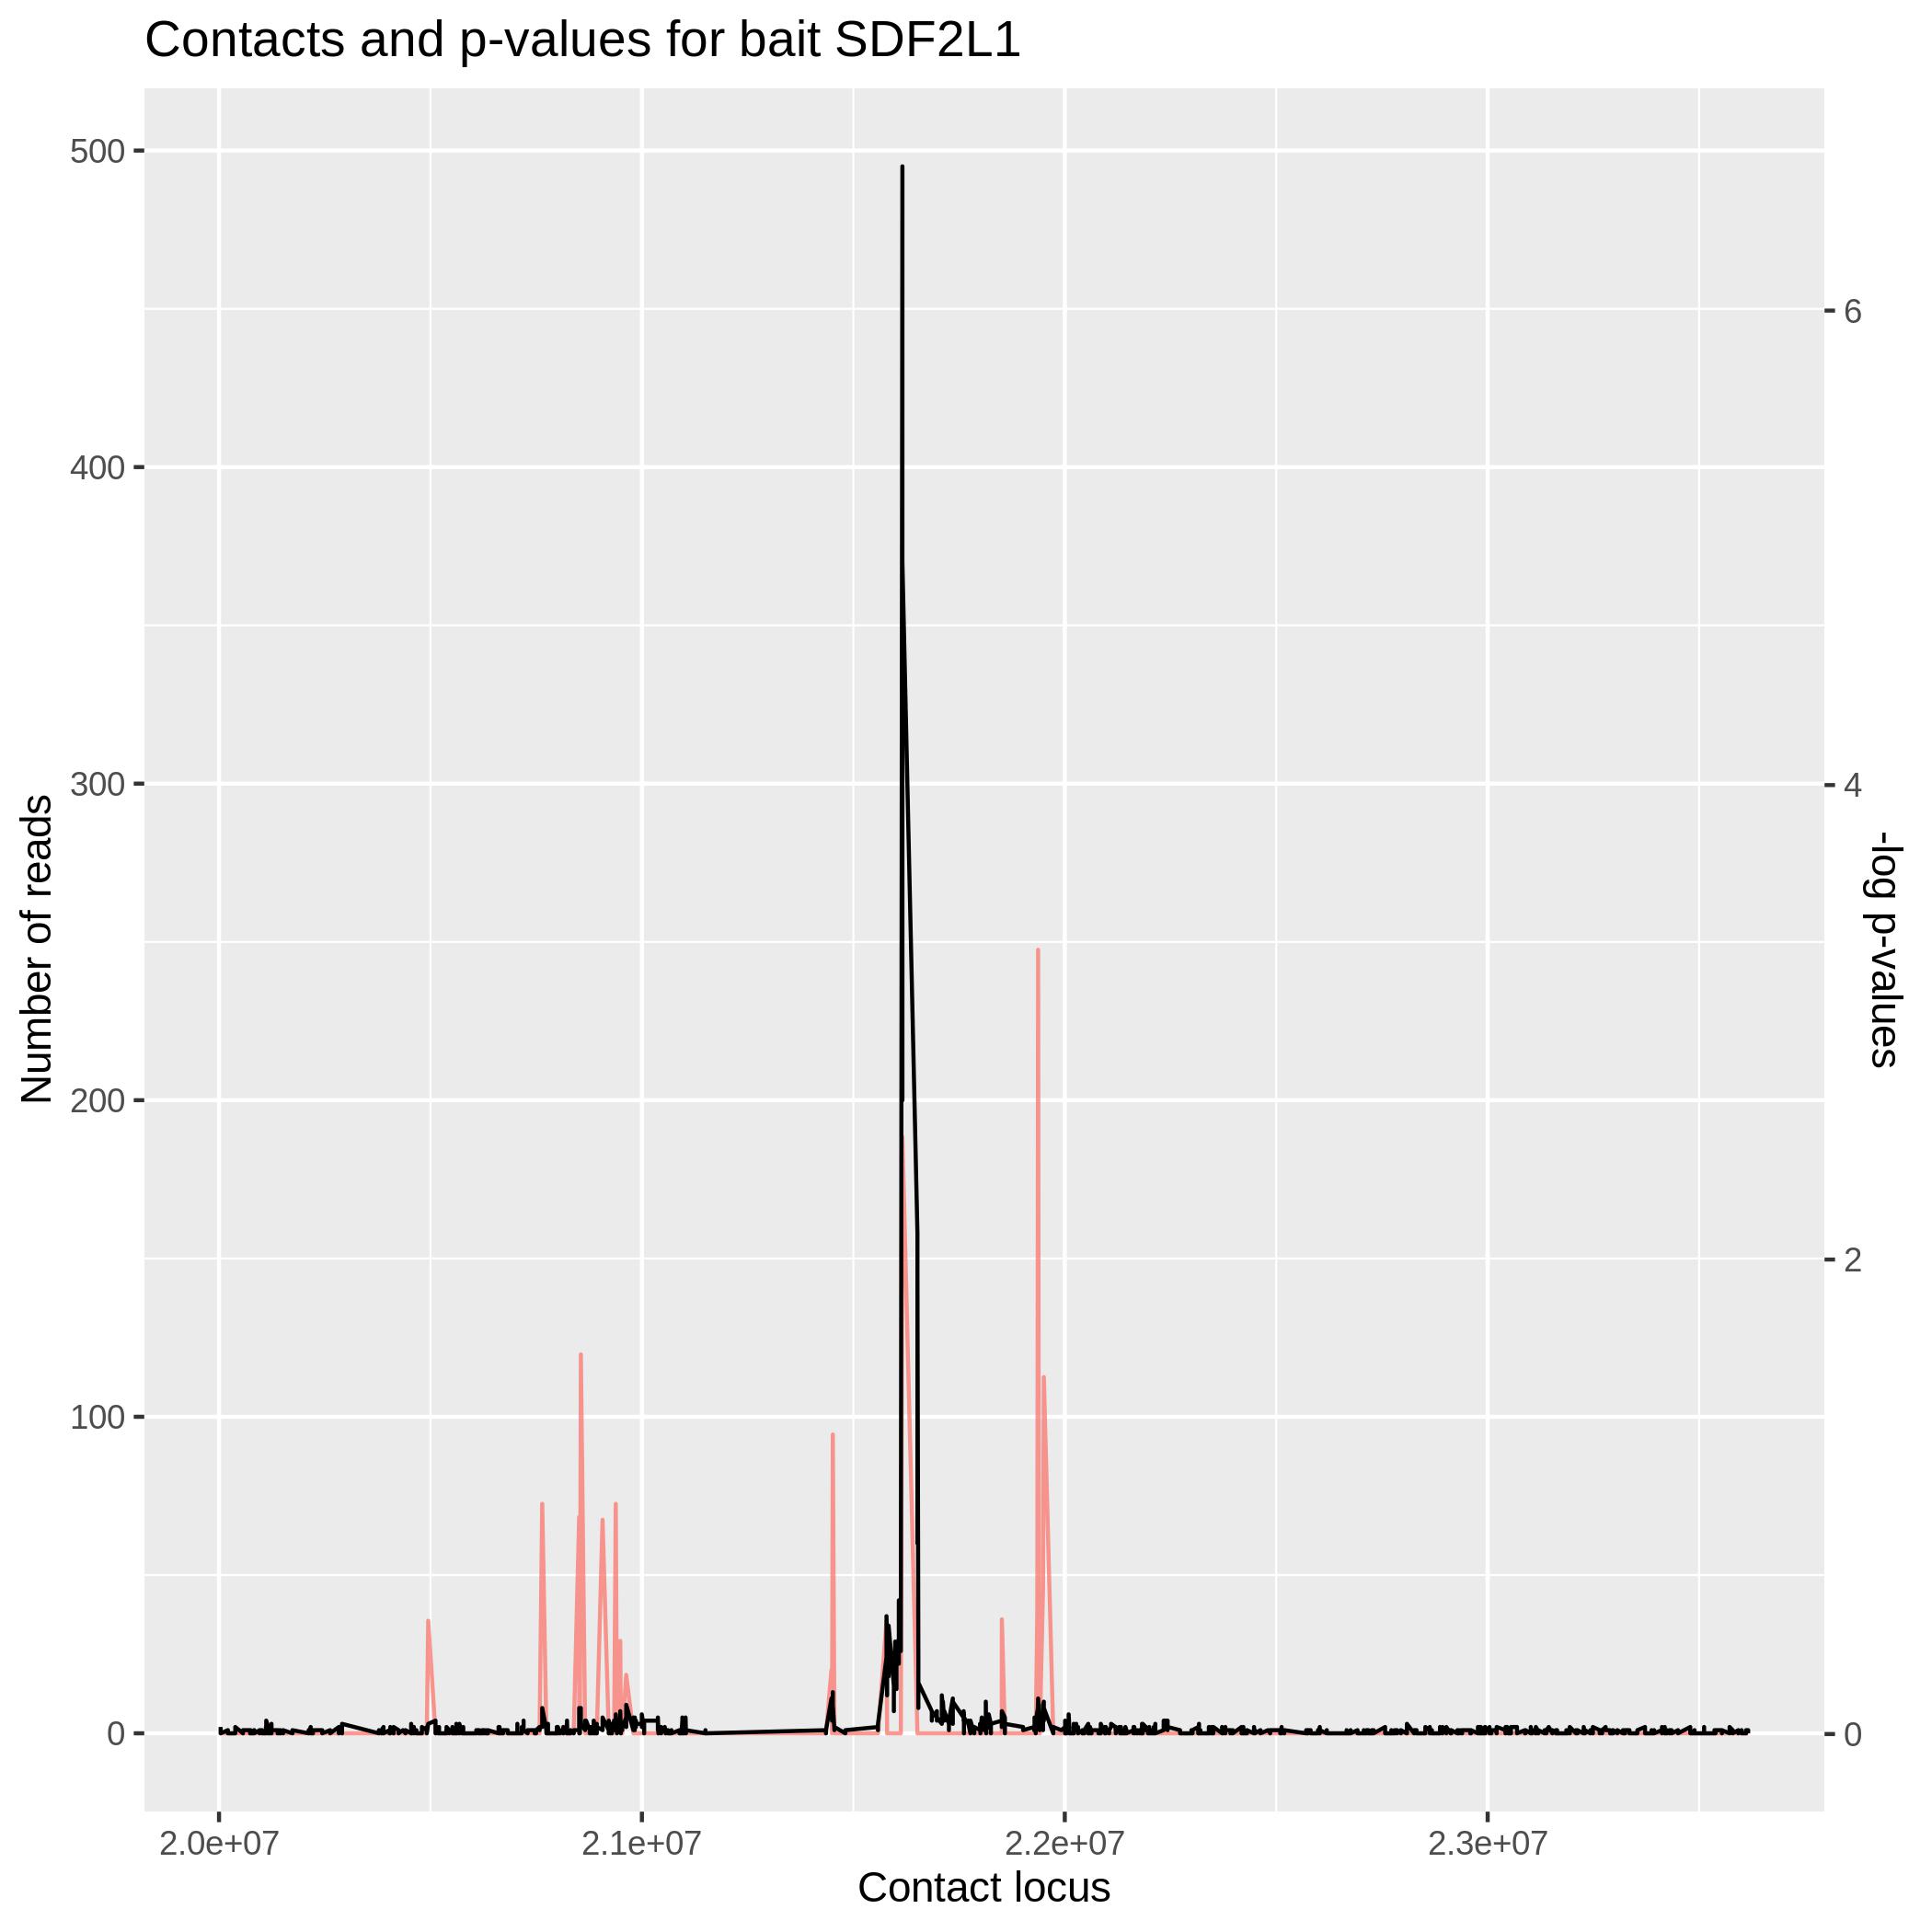 Contacts and p-values for bait SDF2L1
500
400
300
200
100
0
Number of reads
6
4
2
0
-log p-values
2.0e+07
2.1e+07
2.2e+07
2.3e+07
Contact locus